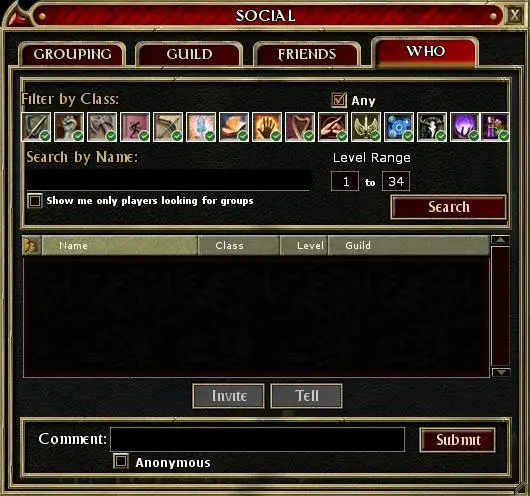 SOCIAL
X
GROUPING GUILD FRIENDS WHO
Filter by Class: Any
Search by Name: Level Range
1 to 34
Show me only players looking for groups
Search
Name Class Level Guild
Invite Tell
Comment: Submit
Anonymous